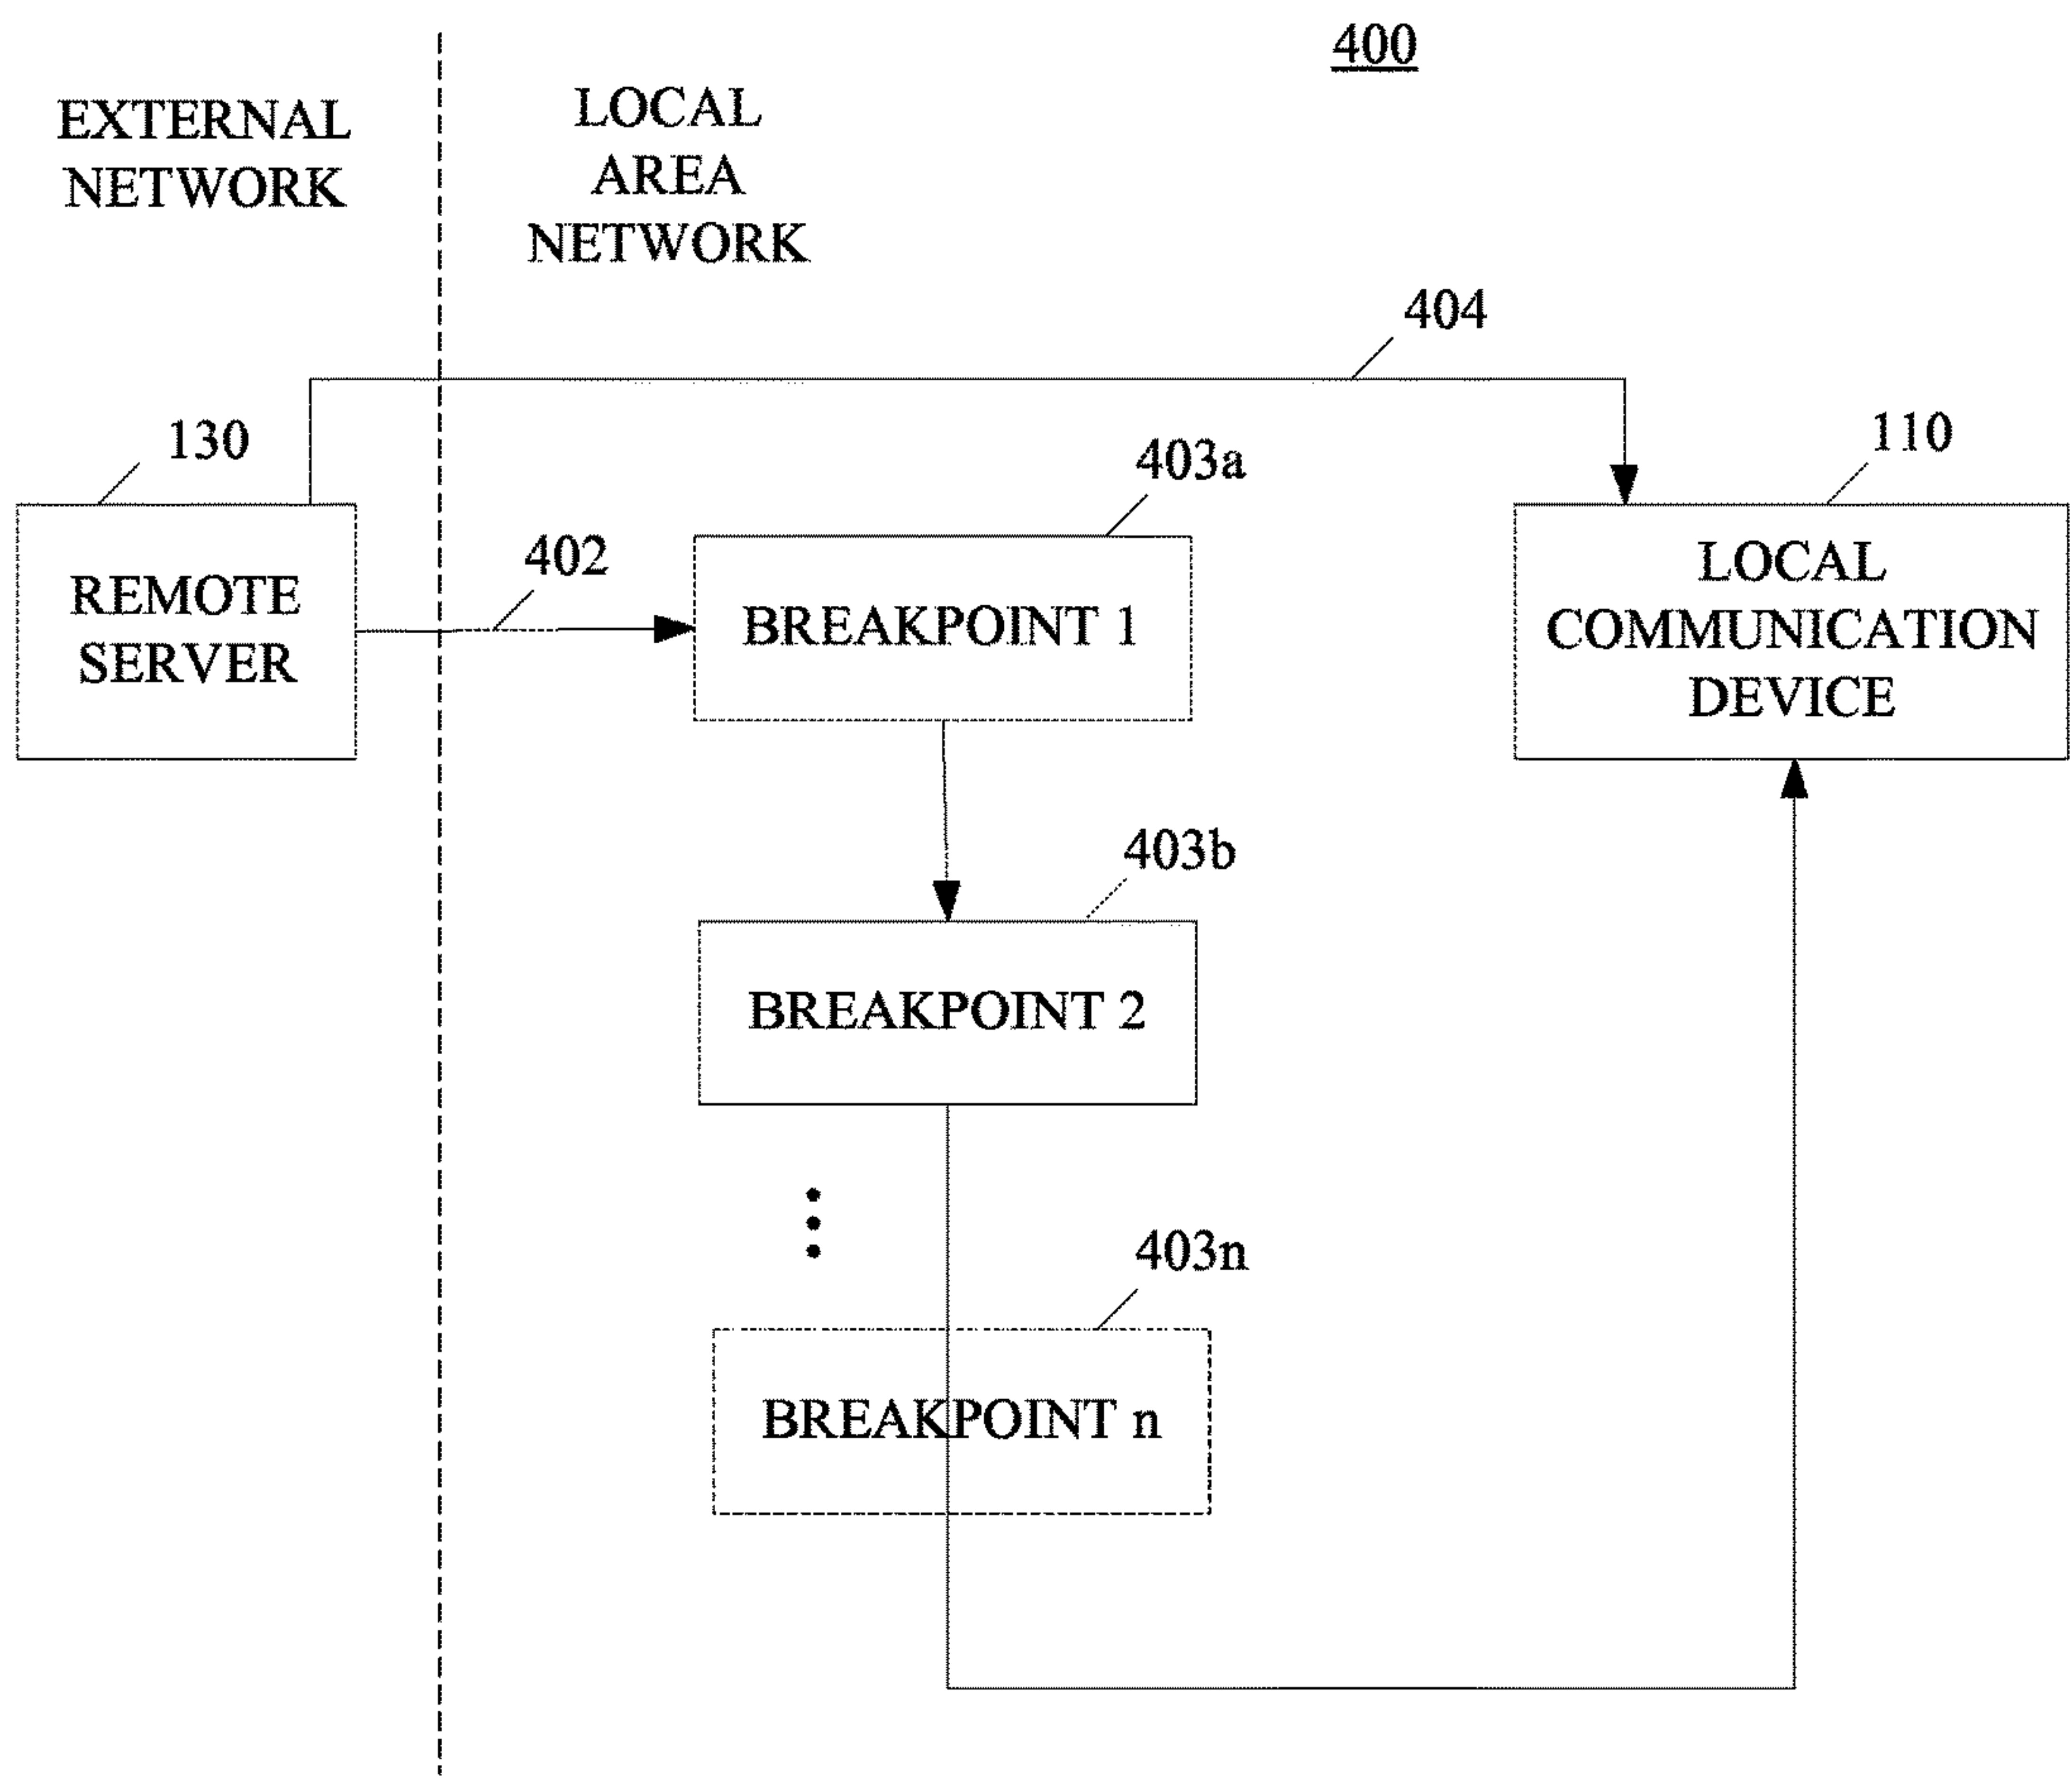 400
EXTERNAL
NETWORK
LOCAL
AREA
NETWORK
404
130
403a
110
402
REMOTE
SERVER
BREAKPOINT 1
LOCAL
COMMUNICATION
DEVICE
403b
BREAKPOINT 2
403n
BREAKPOINT n